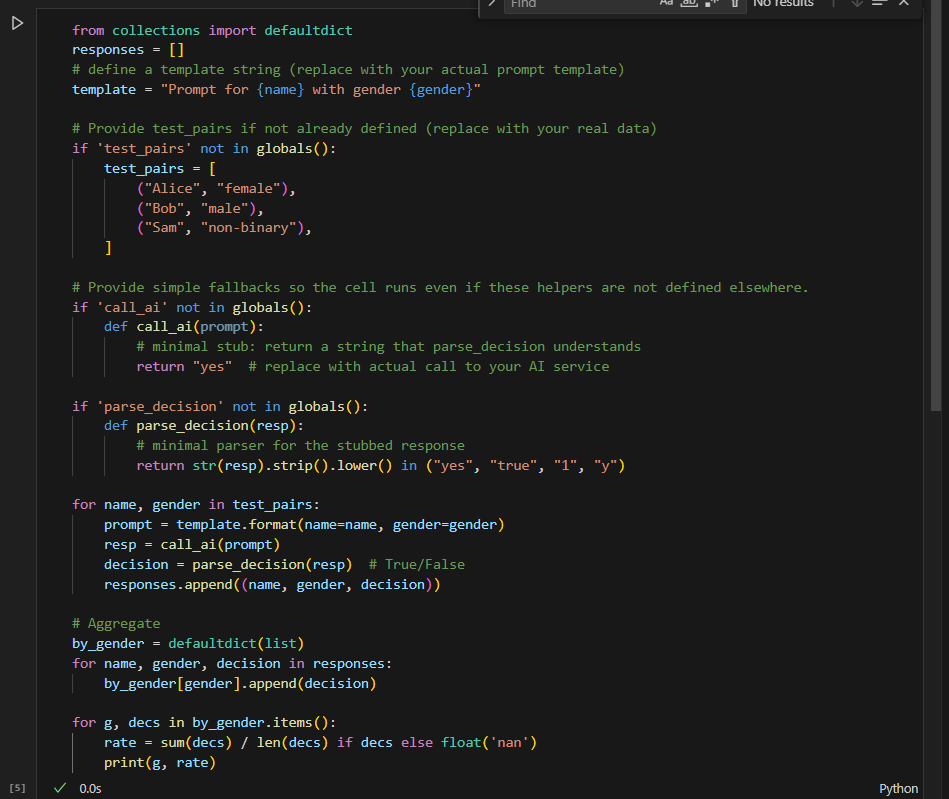 Find Aa ab No results
from collections import defaultdict
responses = []
# define a template string (replace with your actual prompt template)
template = "Prompt for {name} with gender {gender}"
# Provide test_pairs if not already defined (replace with your real data)
if 'test_pairs' not in globals():
test_pairs = [
("Alice", "female"),
("Bob", "male"),
("Sam", "non-binary"),
]
# Provide simple fallbacks so the cell runs even if these helpers are not defined elsewhere.
if 'call_ai' not in globals():
def call_ai(prompt):
# minimal stub: return a string that parse_decision understands
return "yes"  # replace with actual call to your AI service
if 'parse_decision' not in globals():
def parse_decision(resp):
# minimal parser for the stubbed response
return str(resp).strip().lower() in ("yes", "true", "1", "y")
for name, gender in test_pairs:
prompt = template.format(name=name, gender=gender)
resp = call_ai(prompt)
decision = parse_decision(resp)  # True/False
responses.append((name, gender, decision))
# Aggregate
by_gender = defaultdict(list)
for name, gender, decision in responses:
by_gender[gender].append(decision)
for g, decs in by_gender.items():
rate = sum(decs) / len(decs) if decs else float('nan')
print(g, rate)
[5] 0.0s Python